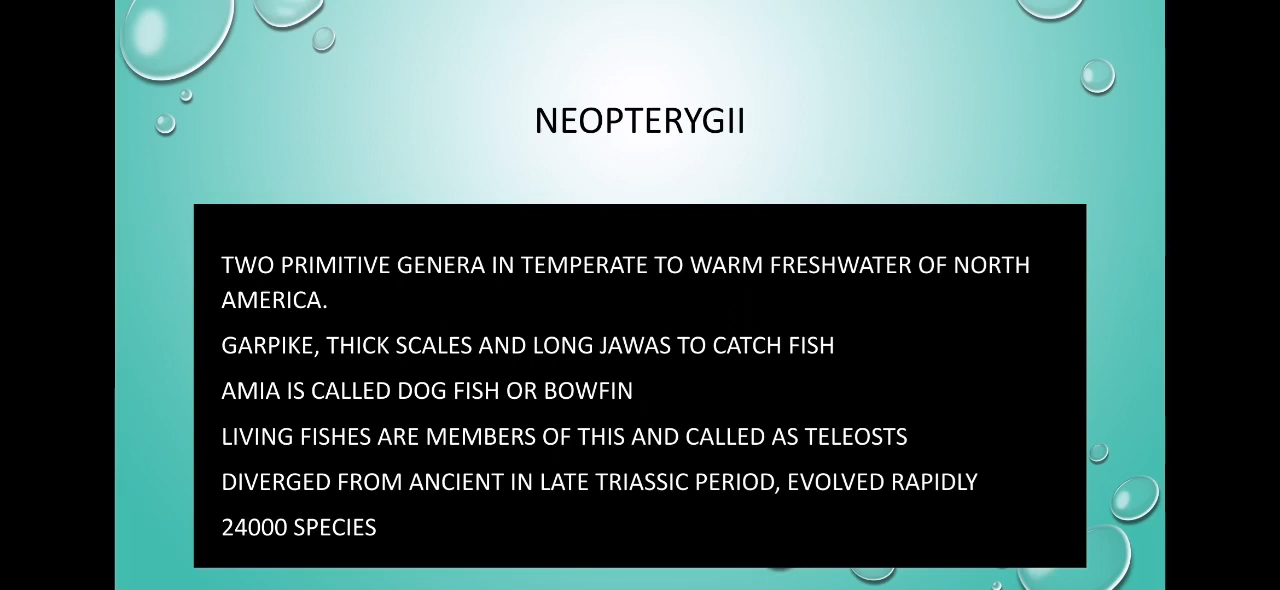 NEOPTERYGII
TWO PRIMITIVE GENERA IN TEMPERATE TO WARM FRESHWATER OF NORTH
AMERICA.
GARPIKE, THICK SCALES AND LONG JAWAS TO CATCH FISH
AMIA IS CALLED DOG FISH OR BOWFIN
LIVING FISHES ARE MEMBERS OF THIS AND CALLED AS TELEOSTS
DIVERGED FROM ANCIENT IN LATE TRIASSIC PERIOD, EVOLVED RAPIDLY
24000 SPECIES